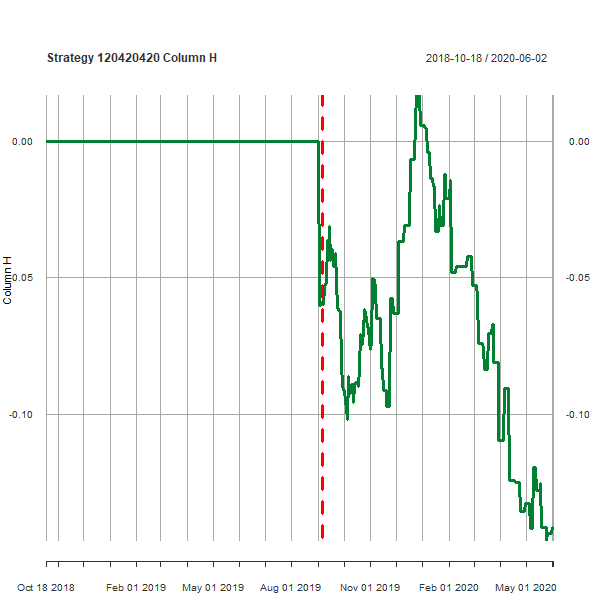 Strategy 120420420 Column H
2018-10-18 / 2020-06-02
0.00
0.00
Column H
-0.05
-0.05
-0.10
-0.10
Oct 18 2018
Feb 01 2019
May 01 2019
Aug 01 2019
Nov 01 2019
Feb 01 2020
May 01 2020